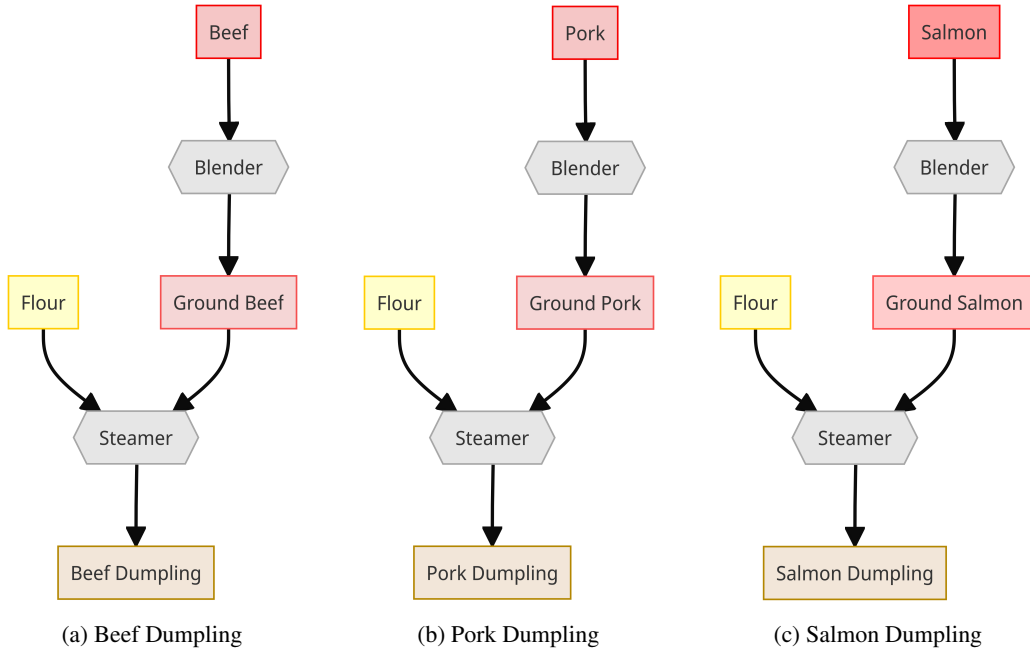 Beef
Blender
Flour
Ground Beef
Steamer
Beef Dumpling
(a) Beef Dumpling
Pork
Blender
Flour
Ground Pork
Steamer
Pork Dumpling
(b) Pork Dumpling
Salmon
Blender
Flour
Ground Salmon
Steamer
Salmon Dumpling
(c) Salmon Dumpling